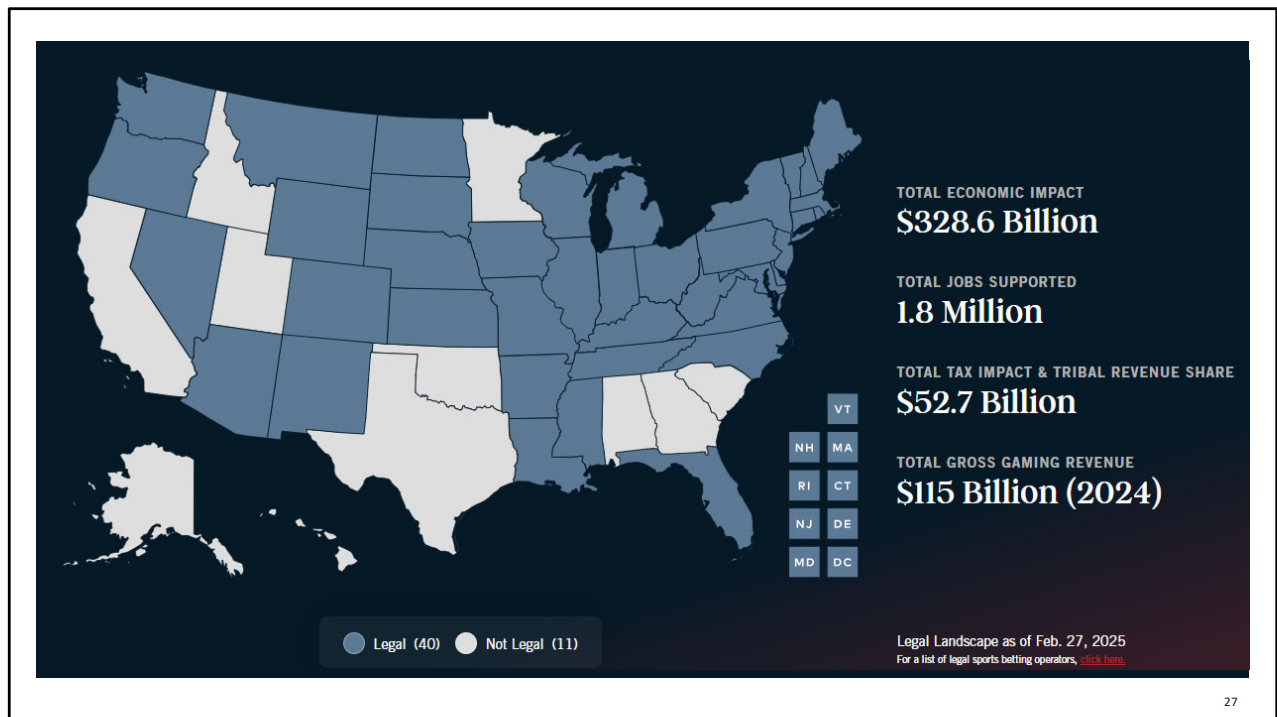 TOTAL ECONOMIC IMPACT
$328.6 Billion
TOTAL JOBS SUPPORTED
1.8 Million
TOTAL TAX IMPACT & TRIBAL REVENUE SHARE
$52.7 Billion
TOTAL GROSS GAMING REVENUE
$115 Billion (2024)
VT
NH MA
RI CT
NJ DE
MD DC
Legal (40) Not Legal (11)
Legal Landscape as of Feb. 27, 2025
For a list of legal sports betting operators, click here.
27